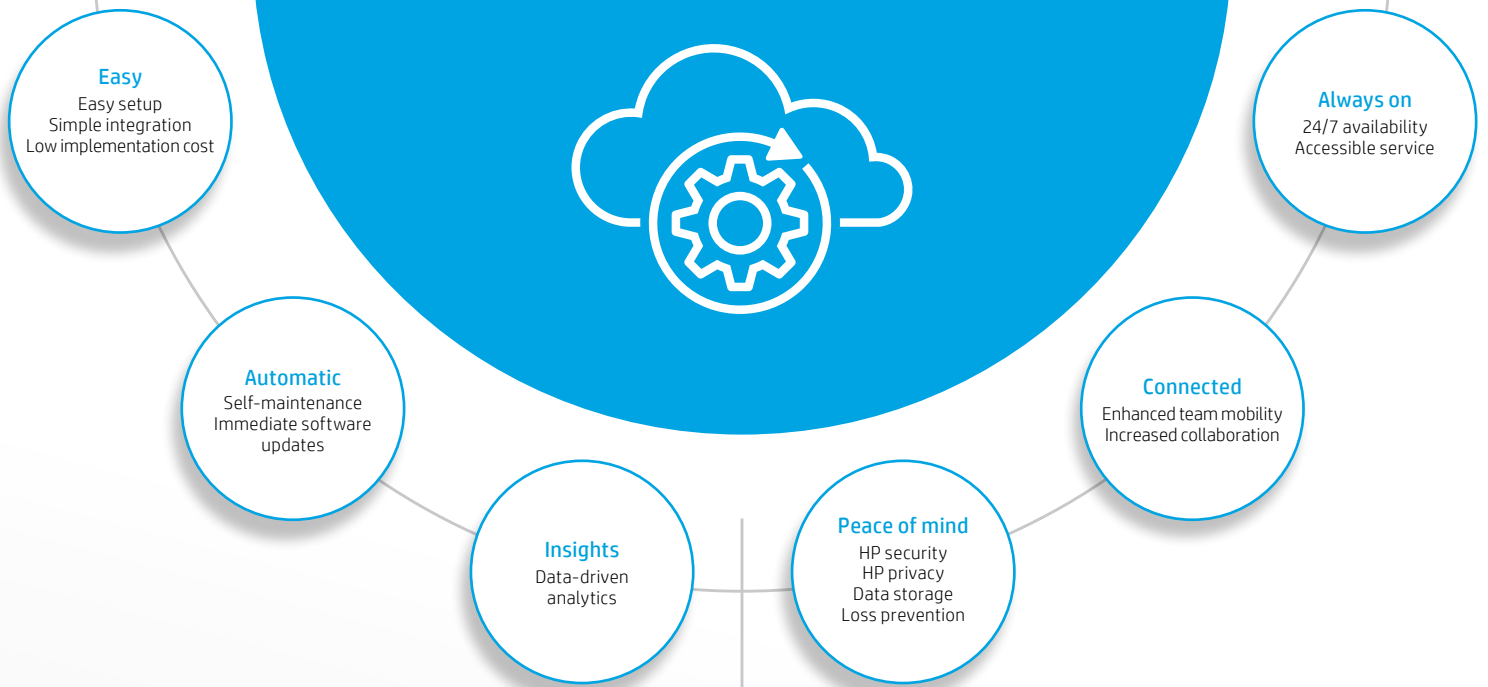 Easy
Easy setup
Simple integration
Low implementation cost
Automatic
Self-maintenance
Immediate software
updates
Insights
Data-driven
analytics
Peace of mind
HP security
HP privacy
Data storage
Loss prevention
Connected
Enhanced team mobility
Increased collaboration
Always on
24/7 availability
Accessible service